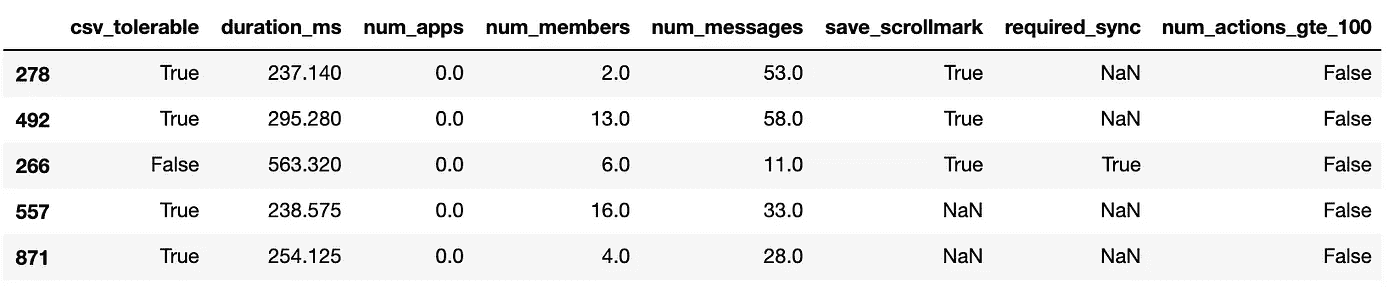 csv_tolerable duration_ms num_apps num_members num_messages save_scrollmark required_sync num_actions_gte_100
278 True 237.140 0.0 2.0 53.0 True NaN False
492 True 295.280 0.0 13.0 58.0 True NaN False
266 False 563.320 0.0 6.0 11.0 True True False
557 True 238.575 0.0 16.0 33.0 NaN NaN False
871 True 254.125 0.0 4.0 28.0 NaN NaN False